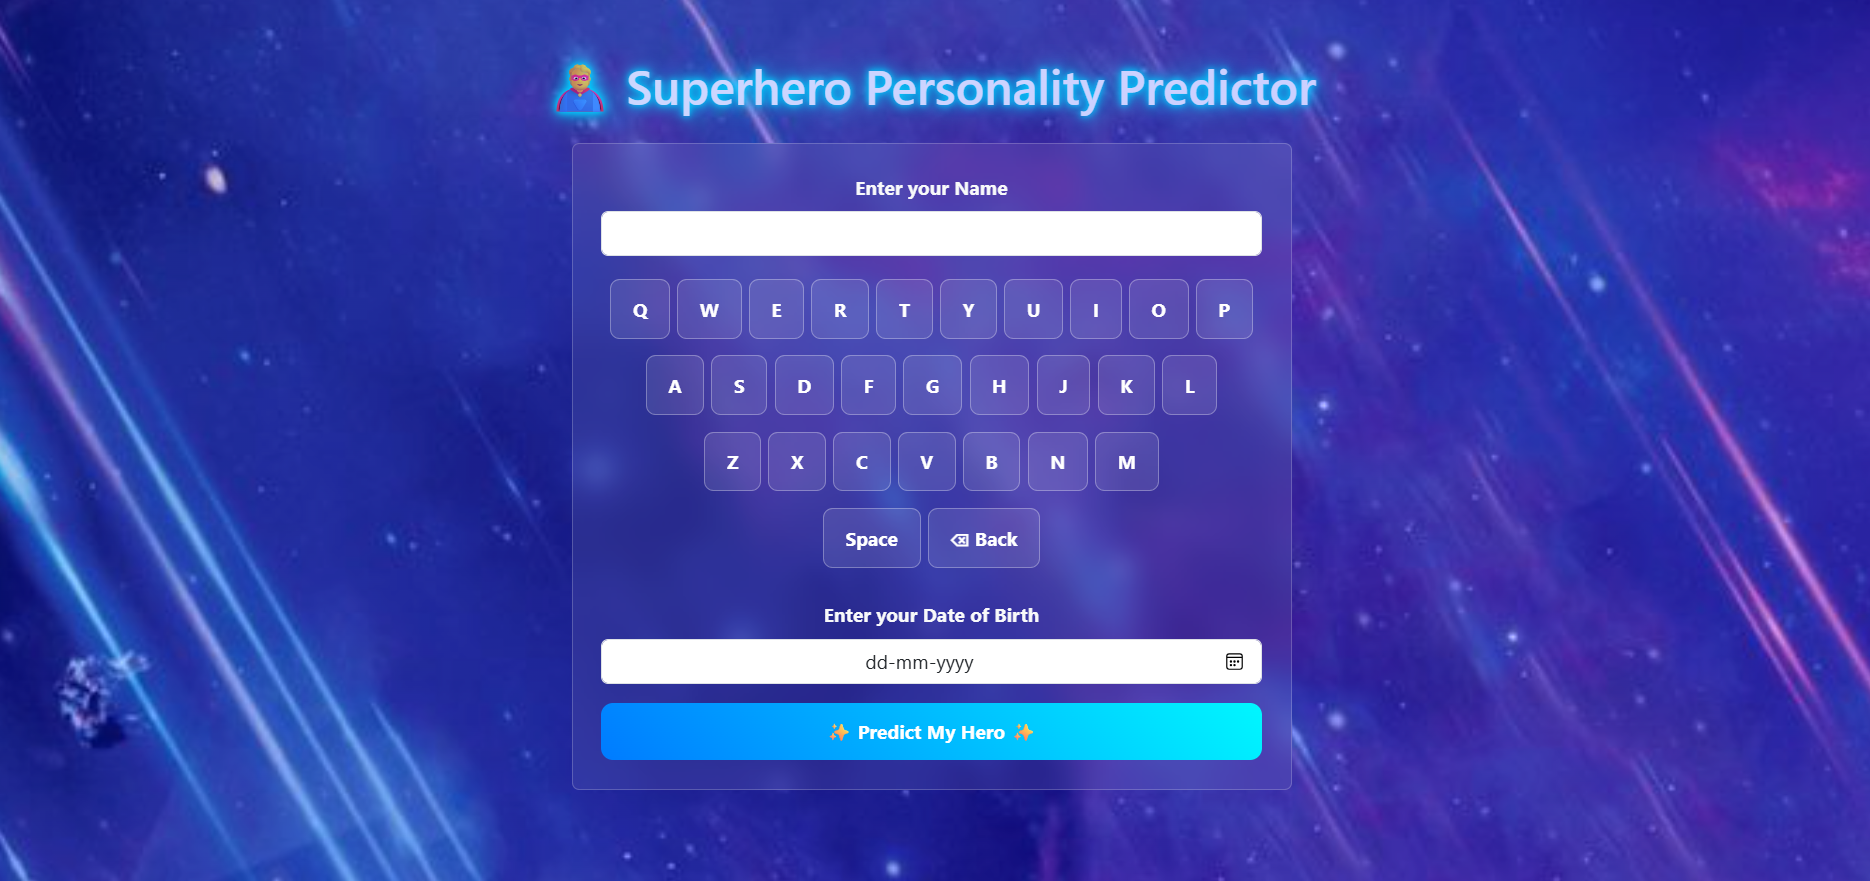 Superhero Personality Predictor
Enter your Name
Q W E R T Y U I O P
A S D F G H J K L
Z X C V B N M
Space ⌫ Back
Enter your Date of Birth
dd-mm-yyyy
✨ Predict My Hero ✨